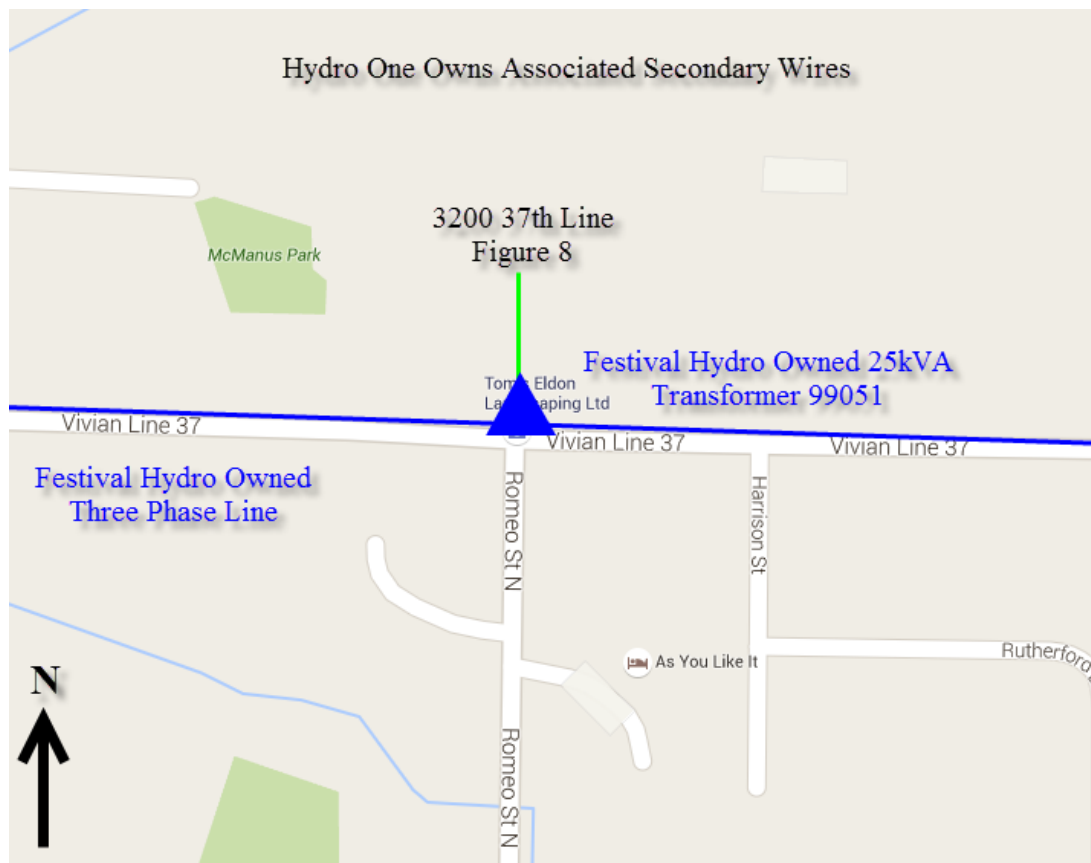 Hydro One Owns Associated Secondary Wires
3200 37th Line
Figure 8
McManus Park
Festival Hydro Owned 25kVA
Transformer 99051
Eldon
Ltd
Vivian Line 37
Vivian Line 37
Vivian Line 37
Festival Hydro Owned
Three Phase Line
Romeo St N
Harrison St
As You Like It
Rutherford
N
Romeo St N